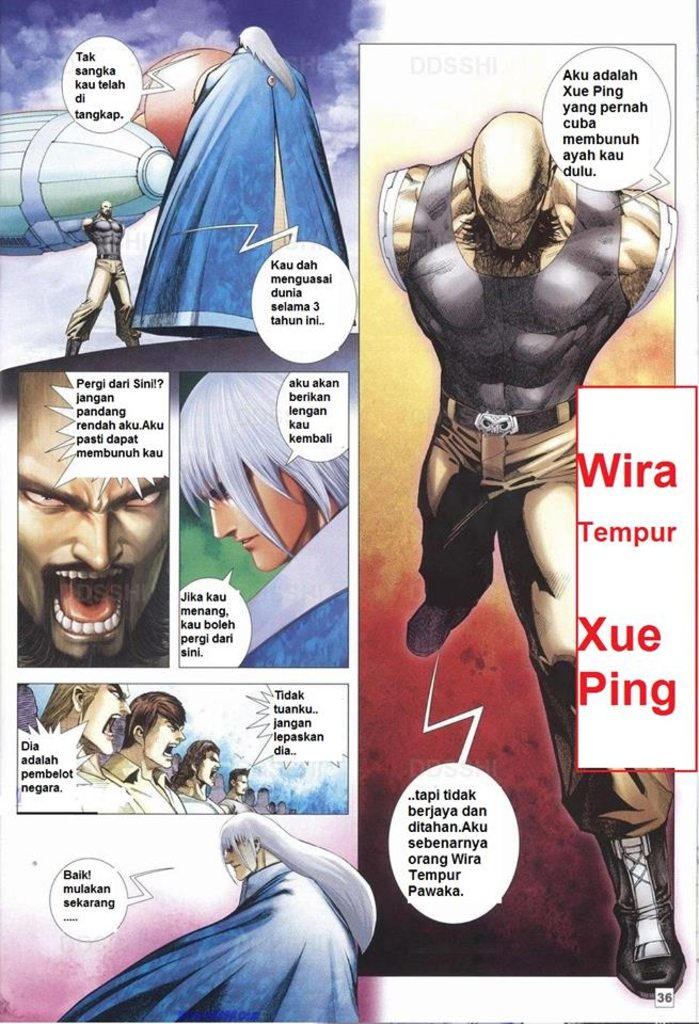 DDSSHI
Tak
sangka
kau telah
di
tangkap.
Kau dah
menguasai
dunia
selama 3
tahun ini..
Aku adalah
Xue Ping
yang pernah
cuba
membunuh
ayah kau
dulu.
Wira
Tempur
Xue
Ping
..tapi tidak
berjaya dan
ditahan.Aku
sebenarnya
orang Wira
Tempur
Pawaka.
Pergi dari Sini!?
jangan
pandang
rendah aku.Aku
pasti dapat
membunuh kau
aku akan
berikan
lengan
kau
kembali
Jika kau
menang,
kau boleh
pergi dari
sini.
Dia
adalah
pembelot
negara.
Tidak
tuanku..
jangan
lepaskan
dia..
Baik!
mulakan
sekarang
.....
36